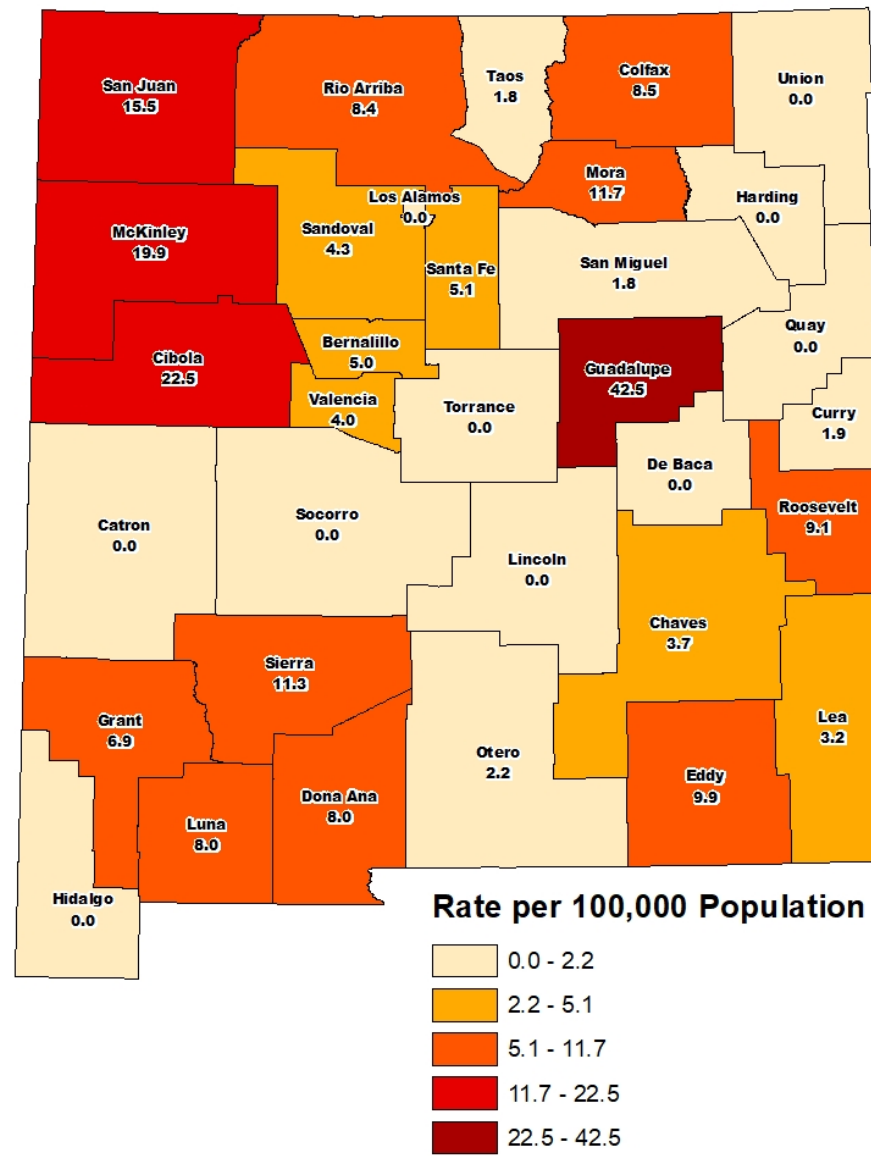 San Juan
15.5
Rio Arriba
8.4
Taos
1.8
Colfax
8.5
Union
0.0
Mora
11.7
Harding
0.0
Los Alamos
0.0
McKinley
19.9
Sandoval
4.3
Santa Fe
5.1
San Miguel
1.8
Quay
0.0
Bernalillo
5.0
Cibola
22.5
Guadalupe
42.5
Valencia
4.0
Torrance
0.0
Curry
1.9
De Baca
0.0
Roosevelt
9.1
Catron
0.0
Socorro
0.0
Lincoln
0.0
Chaves
3.7
Sierra
11.3
Grant
6.9
Lea
3.2
Otero
2.2
Eddy
9.9
Dona Ana
8.0
Luna
8.0
Hidalgo
0.0
Rate per 100,000 Population
0.0 - 2.2
2.2 - 5.1
5.1 - 11.7
11.7 - 22.5
22.5 - 42.5